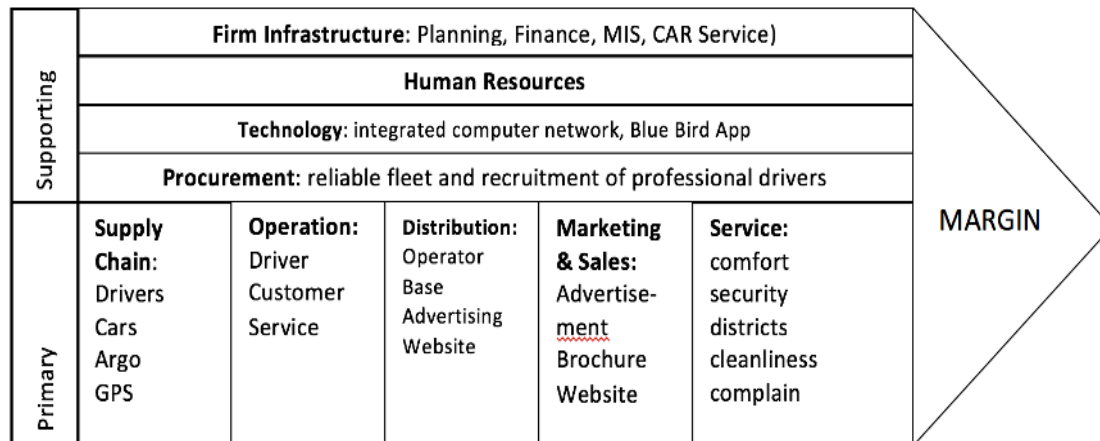 Supporting
Firm Infrastructure: Planning, Finance, MIS, CAR Service)
Human Resources
Technology: integrated computer network, Blue Bird App
Procurement: reliable fleet and recruitment of professional drivers
Primary
Supply
Chain:
Drivers
Cars
Argo
GPS
Operation:
Driver
Customer
Service
Distribution:
Operator
Base
Advertising
Website
Marketing
& Sales:
Advertise-
ment
Brochure
Website
Service:
comfort
security
districts
cleanliness
complain
MARGIN